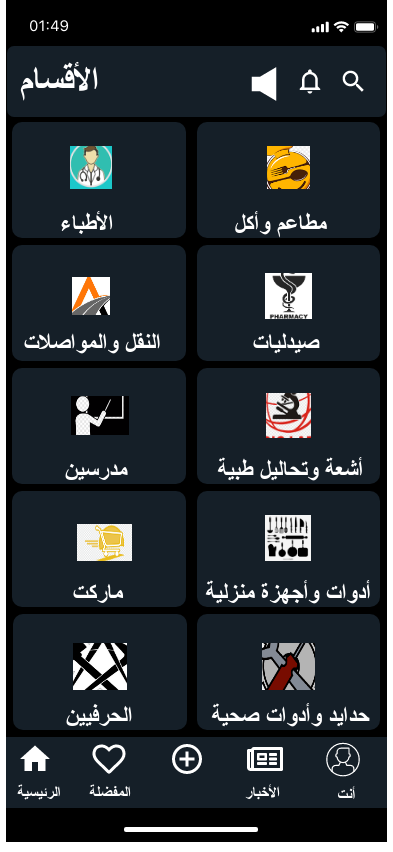 01:49
الأقسام
مطاعم وأكل
الأطباء
PHARMACY
صيدليات
النقل والمواصلات
أشعة وتحاليل طبية
مدرسين
أدوات وأجهزة منزلية
ماركت
حدايد وأدوات صحية
الحرفيين
أنت
الأخبار
المفضلة
الرئيسية